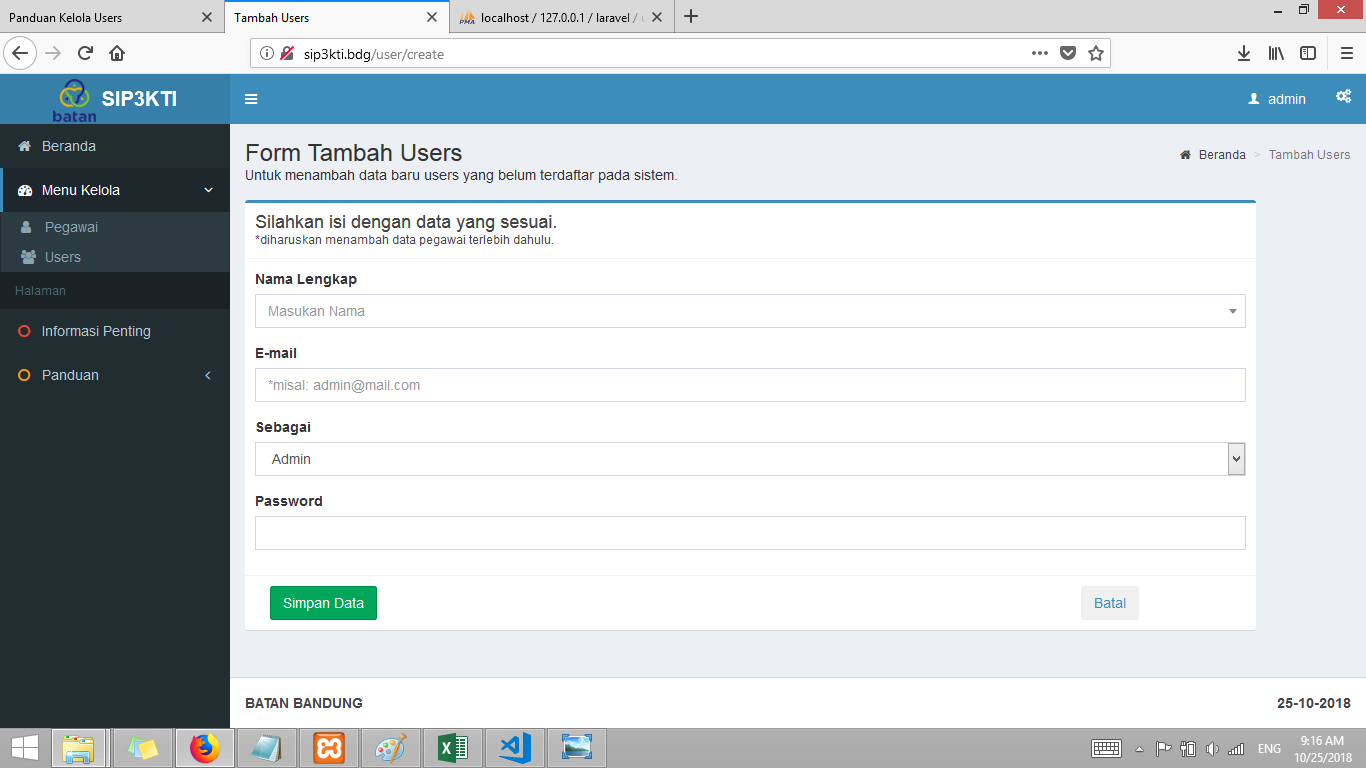 Panduan Kelola Users
Tambah Users
localhost / 127.0.0.1 / laravel /
sip3kti.bdg/user/create
batan
SIP3KTI
admin
Beranda
Menu Kelola
Pegawai
Users
Halaman
Informasi Penting
Panduan
Form Tambah Users
Untuk menambah data baru users yang belum terdaftar pada sistem.
Beranda > Tambah Users
Silahkan isi dengan data yang sesuai.
*diharuskan menambah data pegawai terlebih dahulu.
Nama Lengkap
Masukan Nama
E-mail
*misal: admin@mail.com
Sebagai
Admin
Password
Simpan Data
Batal
BATAN BANDUNG
25-10-2018
ENG
9:16 AM
10/25/2018